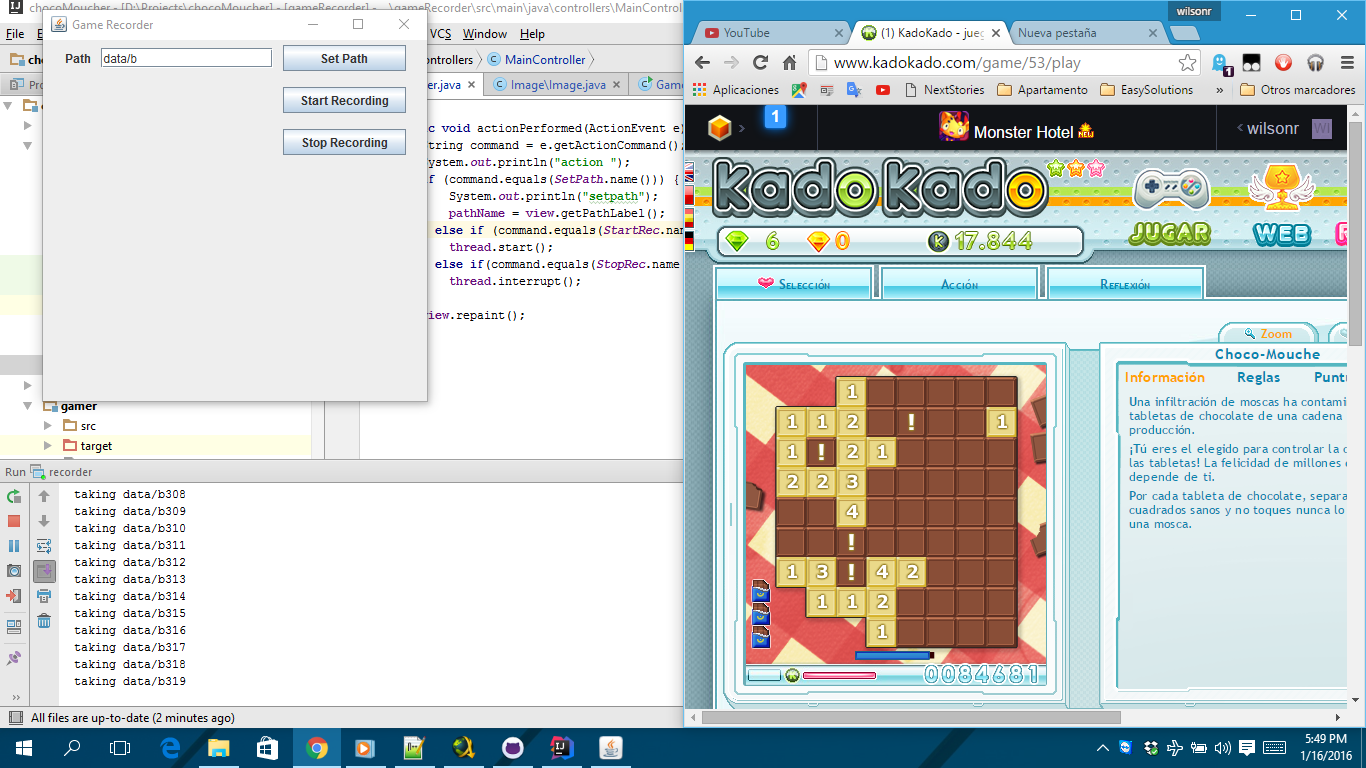 chocoMoucher - [D:\Projects\chocoMoucher] - [gameRecorder] - ...\gameRecorder\src\main\java\controllers\MainControl
Game Recorder
Path
data/b
Set Path
Start Recording
Stop Recording
File
VCS
Window
Help
MainController
Image\Image.java
void actionPerformed(ActionEvent e)
tring command = e.getActionCommand();
ystem.out.println("action ");
f (command.equals(SetPath.name())) {
System.out.println("setpath");
pathName = view.getPathLabel();
else if (command.equals(StartRec.na
thread.start();
else if(command.equals(StopRec.name
thread.interrupt();
iew.repaint();
gamer
src
target
Run
recorder
taking data/b308
taking data/b309
taking data/b310
taking data/b311
taking data/b312
taking data/b313
taking data/b314
taking data/b315
taking data/b316
taking data/b317
taking data/b318
taking data/b319
All files are up-to-date (2 minutes ago)
wilsonr
YouTube
(1) KadoKado - jueg
Nueva pestaña
www.kadokado.com/game/53/play
1
Aplicaciones
NextStories
Apartamento
EasySolutions
»
Otros marcadores
1
Monster Hotel
NEW
wilsonr
WI
KadoKado
6
0
K
17.844
JUGAR
WEB
Selección
Acción
Reflexión
Zoom
Choco-Mouche
Información
Reglas
Puntu
Una infiltración de moscas ha contami
tabletas de chocolate de una cadena
producción.
¡Tú eres el elegido para controlar la c
las tabletas! La felicidad de millones
depende de ti.
Por cada tableta de chocolate, separa
cuadrados sanos y no toques nunca lo
una mosca.
1
1 1 2 ! 1
1 ! 2 1
2 2 3
4
!
1 3 ! 4 2
1 1 2
1
0084681
5:49 PM
1/16/2016